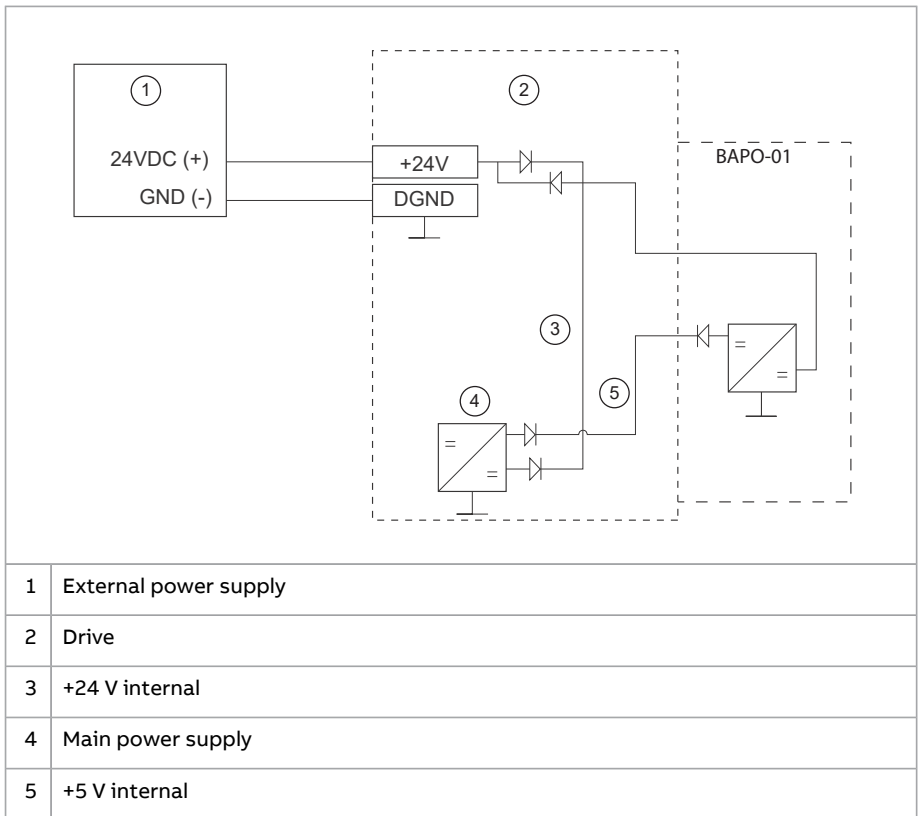 1
2
BAPO-01
24VDC (+)
+24V
GND (-)
DGND
3
5
4
=
=
=
=
1 External power supply
2 Drive
3 +24 V internal
4 Main power supply
5 +5 V internal